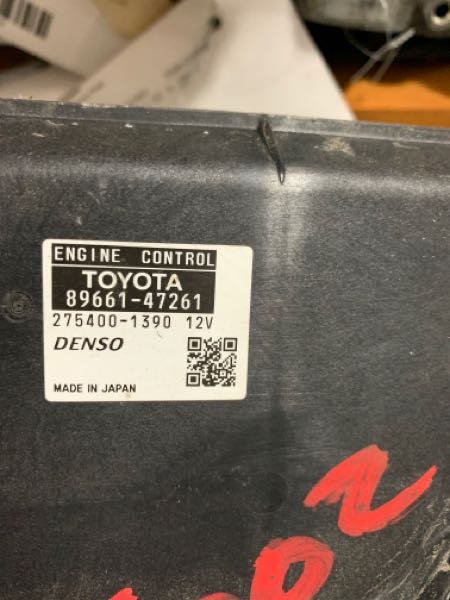 ENGINE CONTROL
TOYOTA
89661-47261
275400-1390 12V
DENSO
MADE IN JAPAN